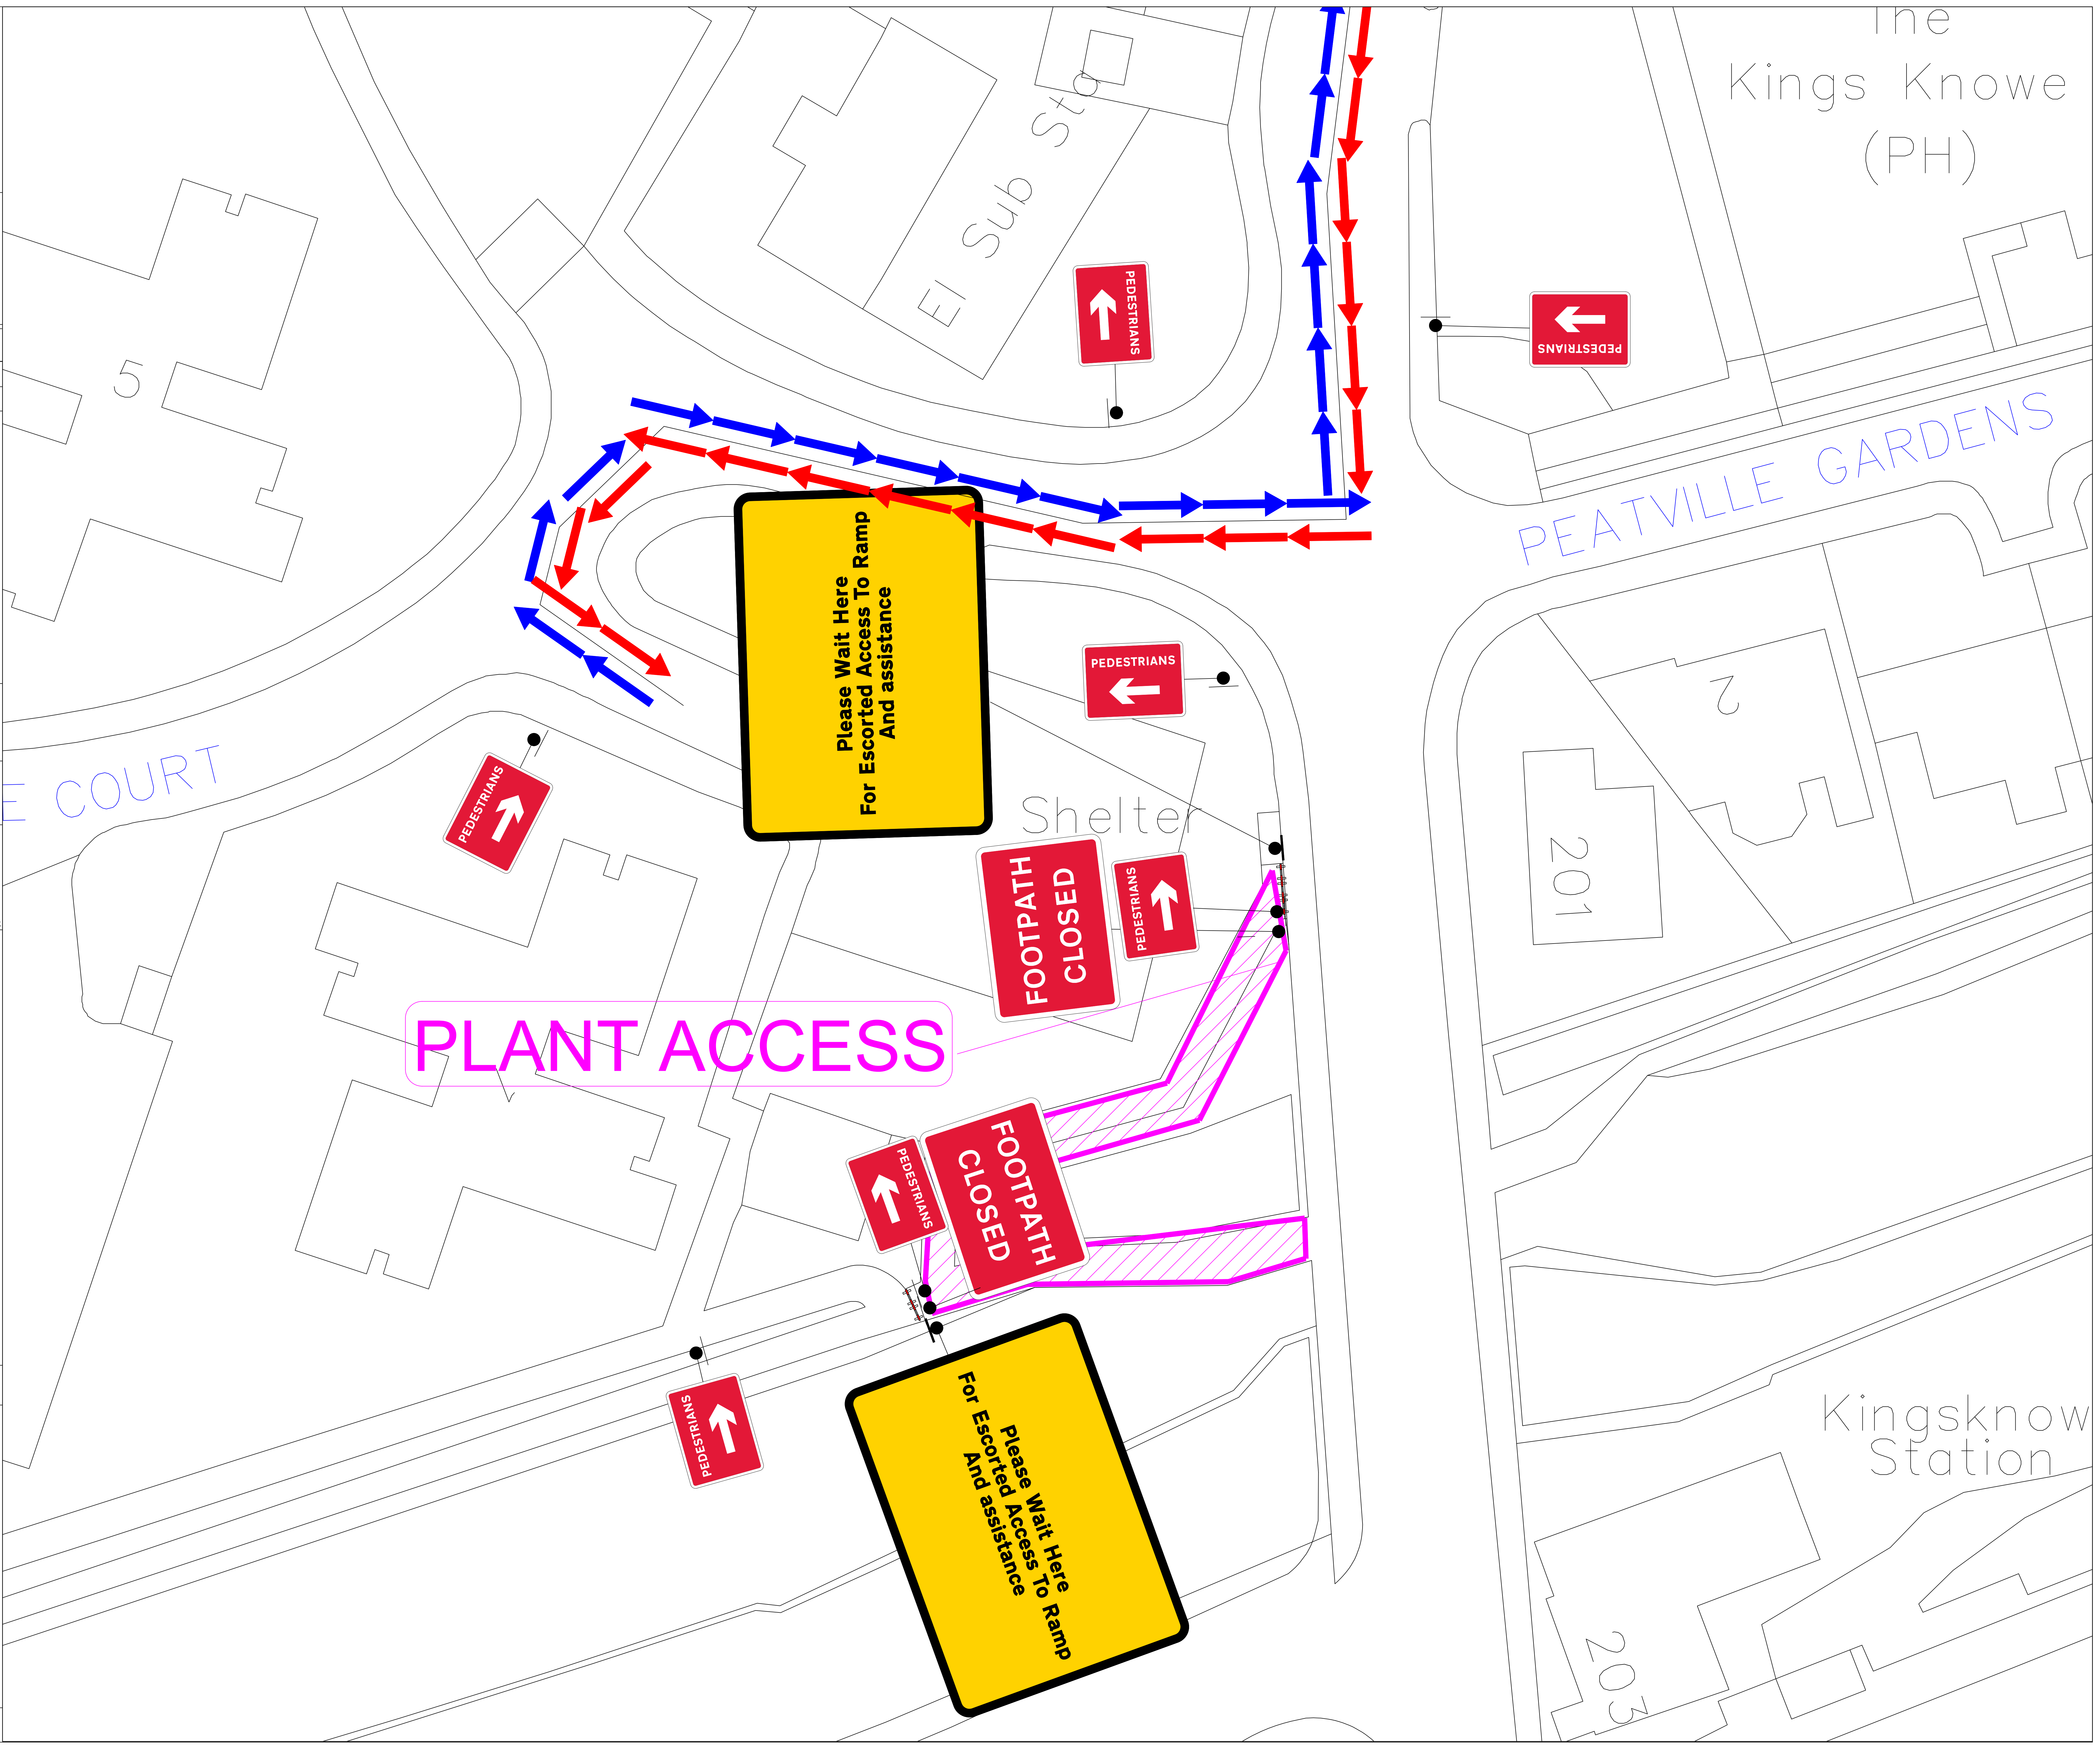 The
Kings Knowe
(PH)
El Sub Sta
PEDESTRIANS
PEDESTRIANS
5
PEATVILLE GARDENS
Please Wait Here
For Escorted Access To Ramp
And assistance
PEDESTRIANS
2
E COURT
PEDESTRIANS
Shelter
201
FOOTPATH
CLOSED
PEDESTRIANS
PLANT ACCESS
PEDESTRIANS
FOOTPATH
CLOSED
PEDESTRIANS
Please Wait Here
For Escorted Access To Ramp
And assistance
Kingsknow
Station
203